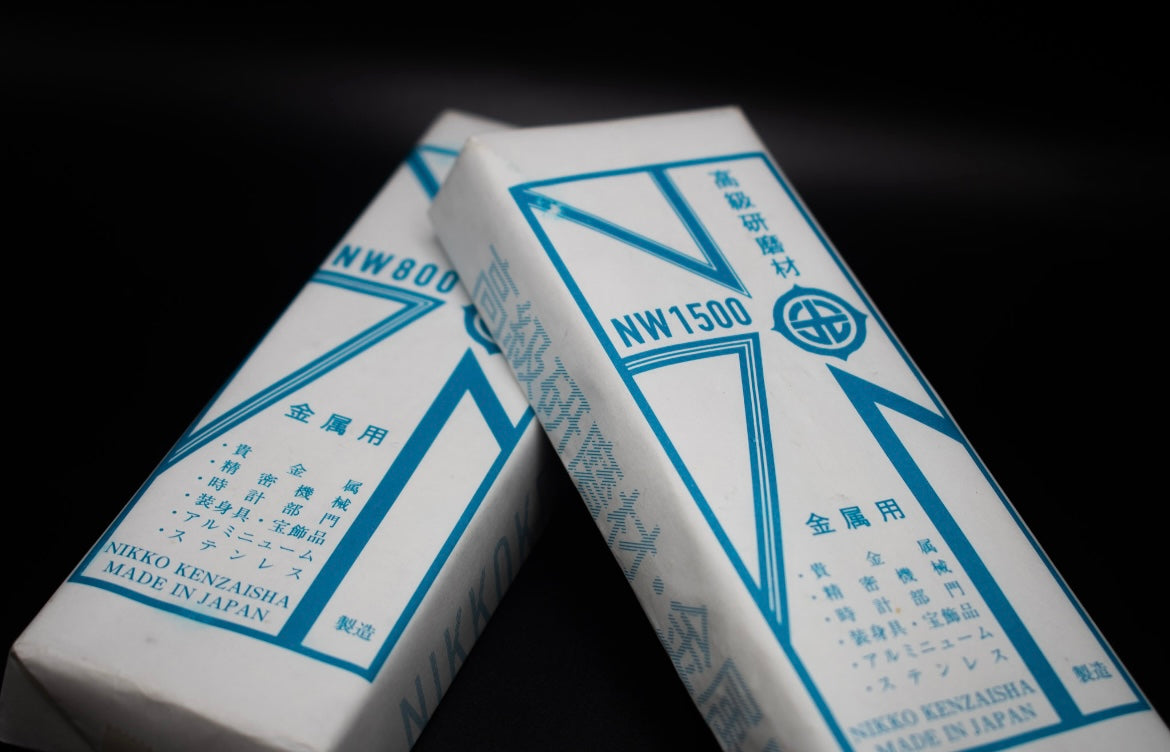 NW800
金属用
・貴金属
・精密機械
・時計部門
・装身具・宝飾品
・アルミニューム
・ステンレス
NIKKO KENZAISHA
MADE IN JAPAN
製造
高級研磨材
NW1500
金属用
・貴金属
・精密機械
・時計部門
・装身具・宝飾品
・アルミニューム
・ステンレス
NIKKO KENZAISHA
MADE IN JAPAN
製造
高級研磨材・金属